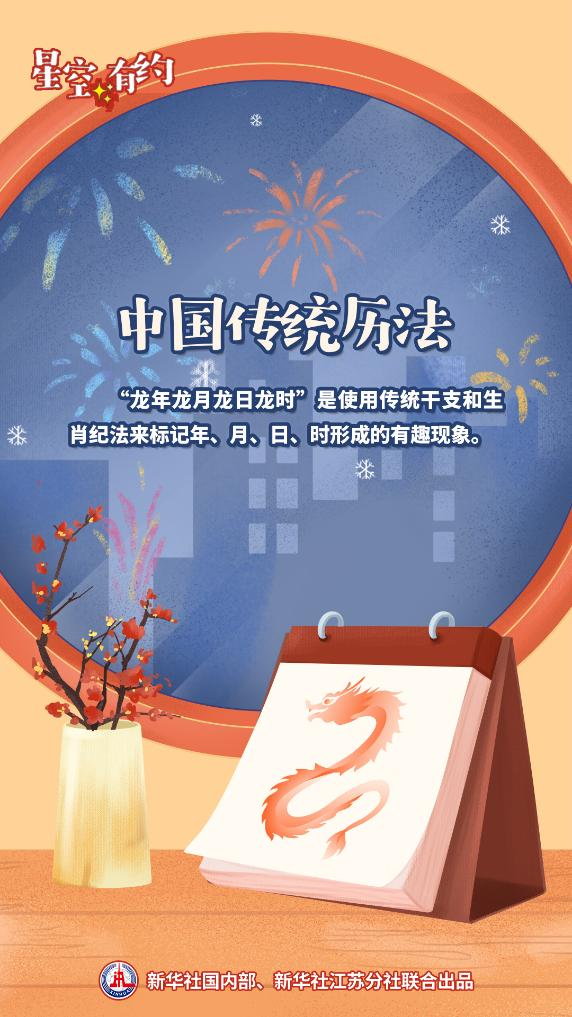 星空有约
中国传统历法
“龙年龙月龙日龙时”是使用传统干支和生
肖纪法来标记年、月、日、时形成的有趣现象。
新华社国内部、新华社江苏分社联合出品